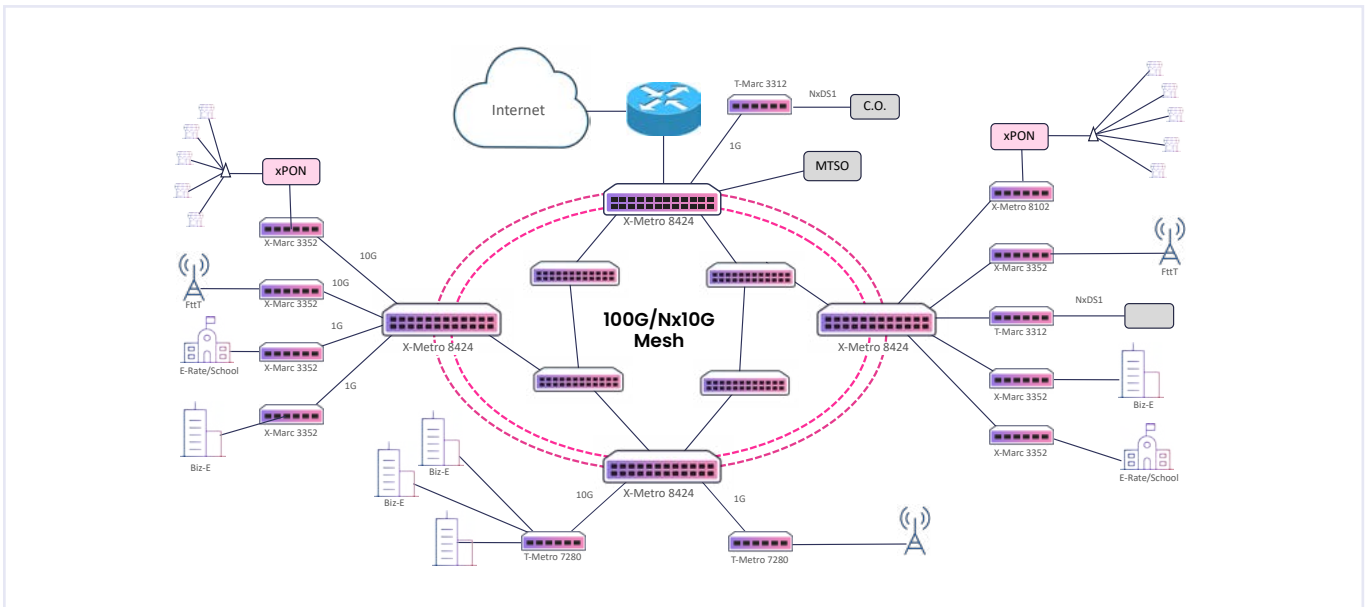 Internet
T-Marc 3312
NxDS1
C.O.
1G
MTSO
xPON
xPON
X-Metro 8424
X-Metro 8102
X-Marc 3352
10G
FttT
10G
X-Marc 3352
X-Marc 3352
FttT
1G
E-Rate/School
X-Marc 3352
X-Metro 8424
100G/Nx10G
Mesh
X-Metro 8424
NxDS1
T-Marc 3312
1G
X-Marc 3352
Biz-E
X-Marc 3352
Biz-E
X-Marc 3352
E-Rate/School
Biz-E
Biz-E
X-Metro 8424
10G
1G
T-Metro 7280
T-Metro 7280